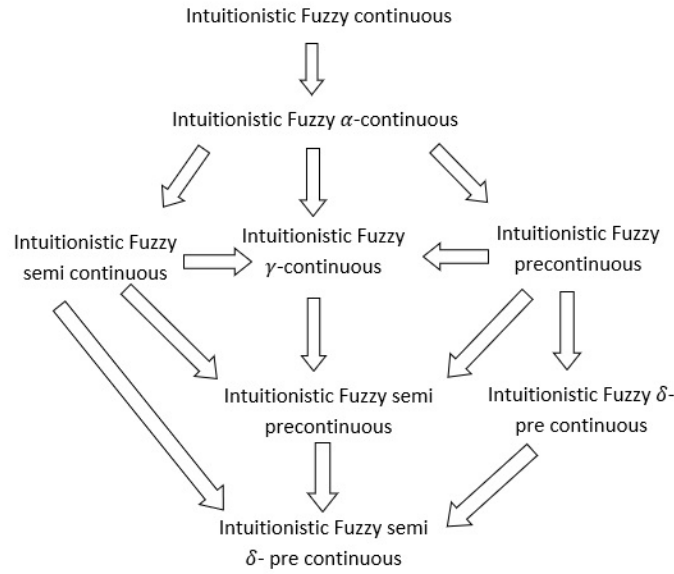 Intuitionistic Fuzzy continuous
Intuitionistic Fuzzy α-continuous
Intuitionistic Fuzzy
semi continuous
Intuitionistic Fuzzy
γ-continuous
Intuitionistic Fuzzy
precontinuous
Intuitionistic Fuzzy semi
precontinuous
Intuitionistic Fuzzy δ-
pre continuous
Intuitionistic Fuzzy semi
δ- pre continuous